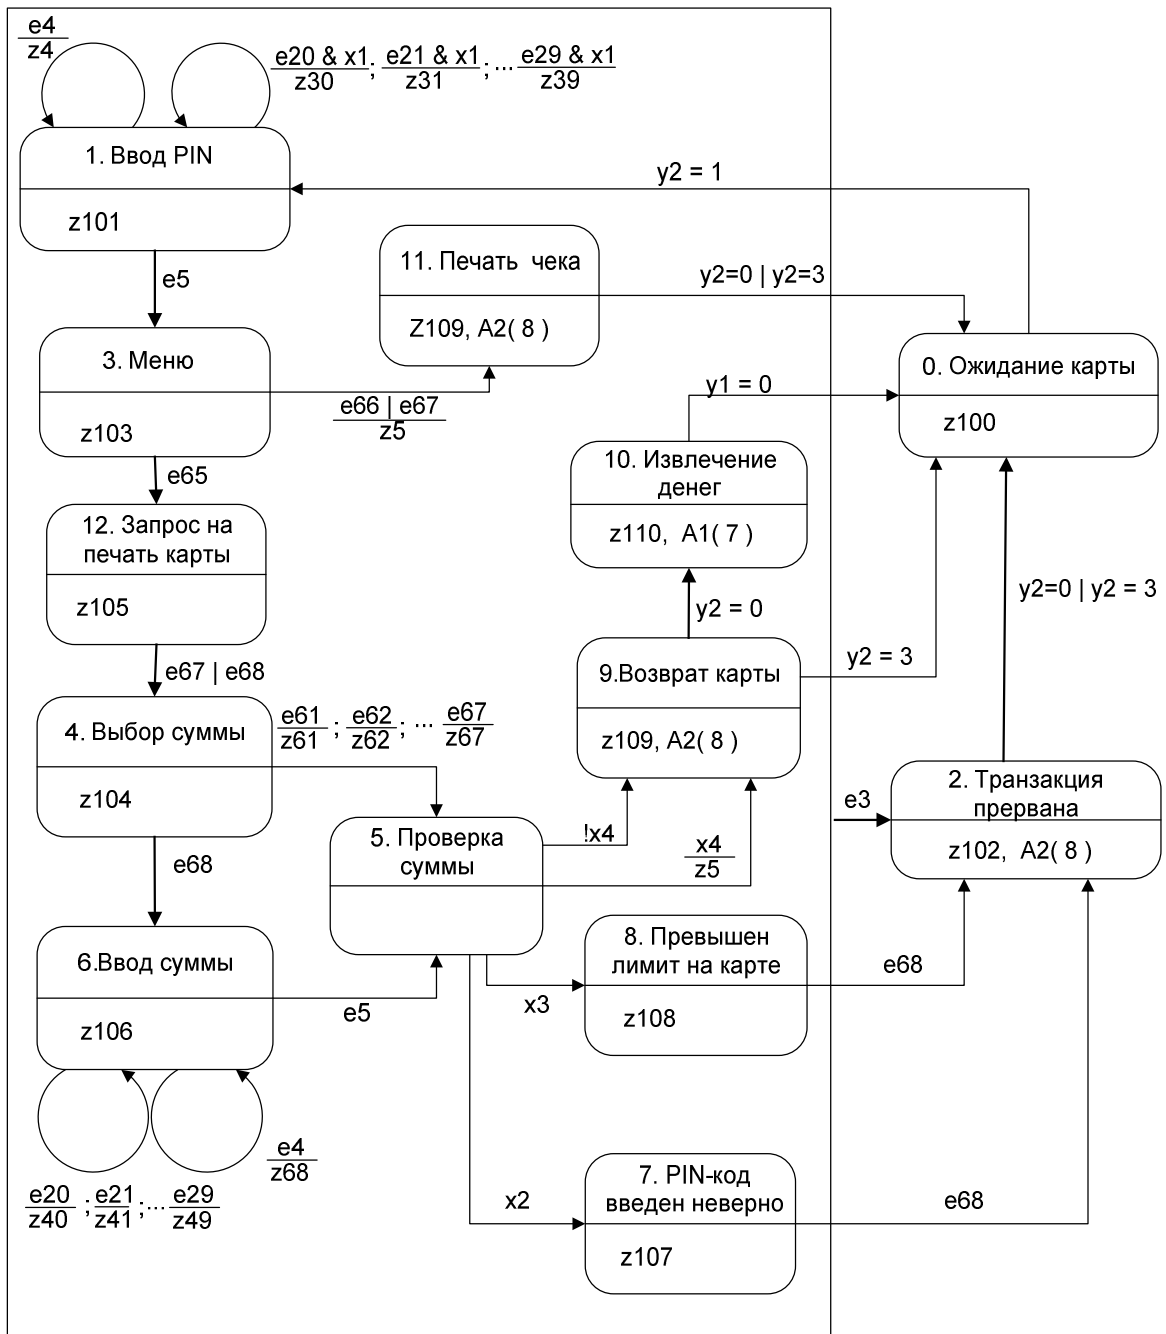 e4
z4
e20 & x1 ; e21 & x1 ; ... e29 & x1
z30 z31 z39
1. Ввод PIN
z101
y2 = 1
e5
11. Печать чека
Z109, A2( 8 )
y2=0 | y2=3
3. Меню
z103
e66 | e67
z5
0. Ожидание карты
z100
y1 = 0
e65
10. Извлечение
денег
z110, A1( 7 )
12. Запрос на
печать карты
z105
y2 = 0
y2=0 | y2 = 3
e67 | e68
9.Возврат карты
z109, A2( 8 )
y2 = 3
4. Выбор суммы
z104
e61 ; e62 ; ... e67
z61 z62 z67
e3
2. Транзакция
прервана
z102, A2( 8 )
5. Проверка
суммы
!x4
x4
z5
e68
6.Ввод суммы
z106
e5
8. Превышен
лимит на карте
z108
x3
e68
e4
z68
e20 ; e21 ;... e29
z40 z41 z49
7. PIN-код
введен неверно
z107
x2
e68